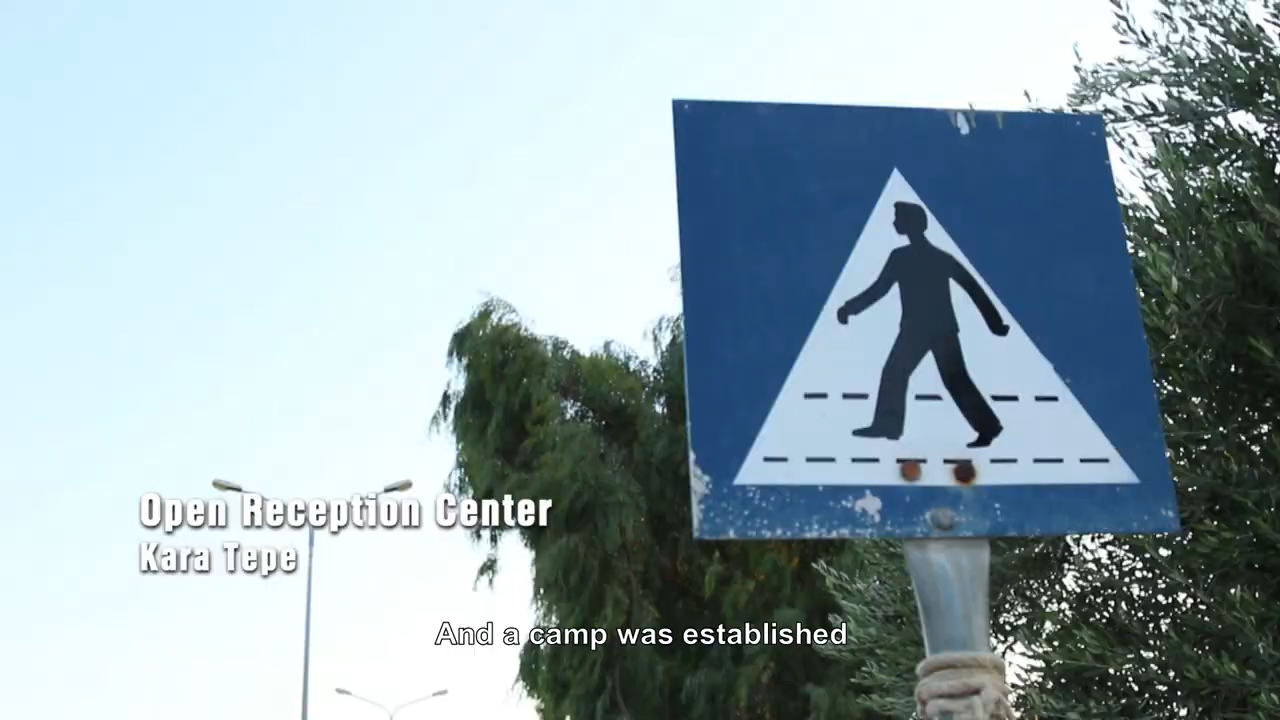 Open Reception Center
Kara Tepe
And a camp was established